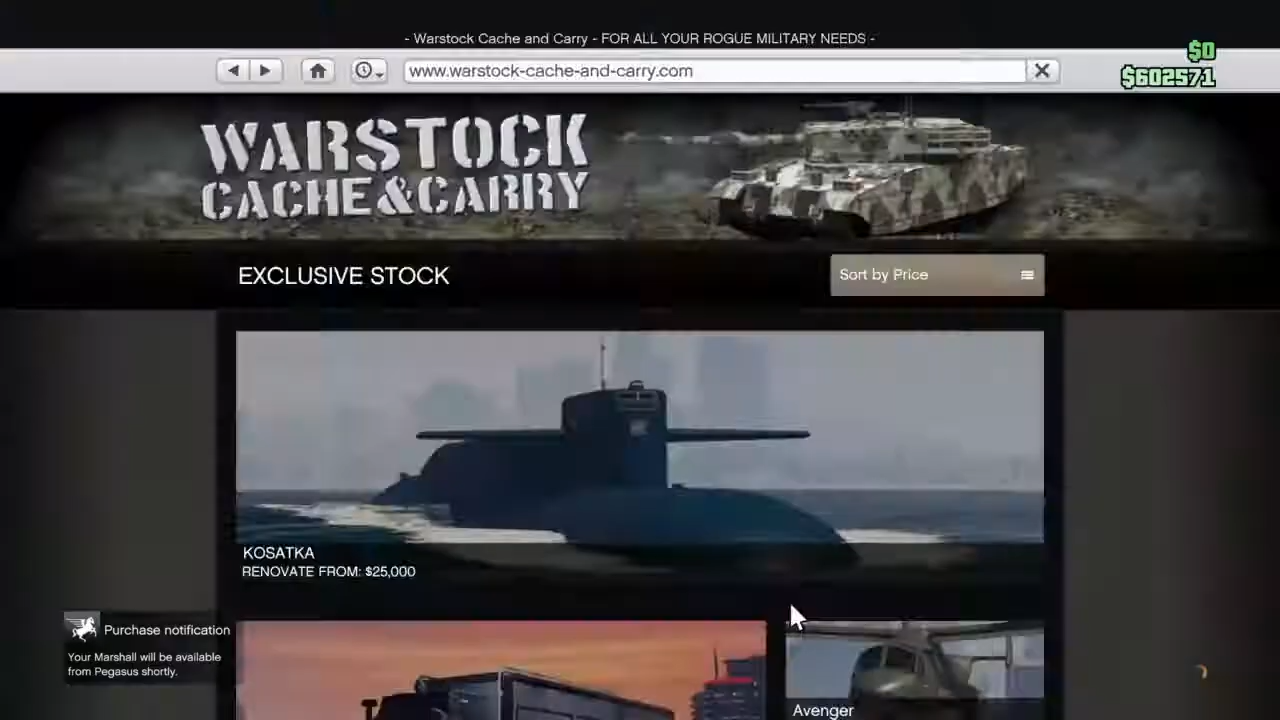 - Warstock Cache and Carry - FOR ALL YOUR ROGUE MILITARY NEEDS -
$0
www.warstock-cache-and-carry.com
$602571
WARSTOCK
CACHE&CARRY
EXCLUSIVE STOCK
Sort by Price
KOSATKA
RENOVATE FROM: $25,000
Purchase notification
Your Marshall will be available
from Pegasus shortly.
Avenger